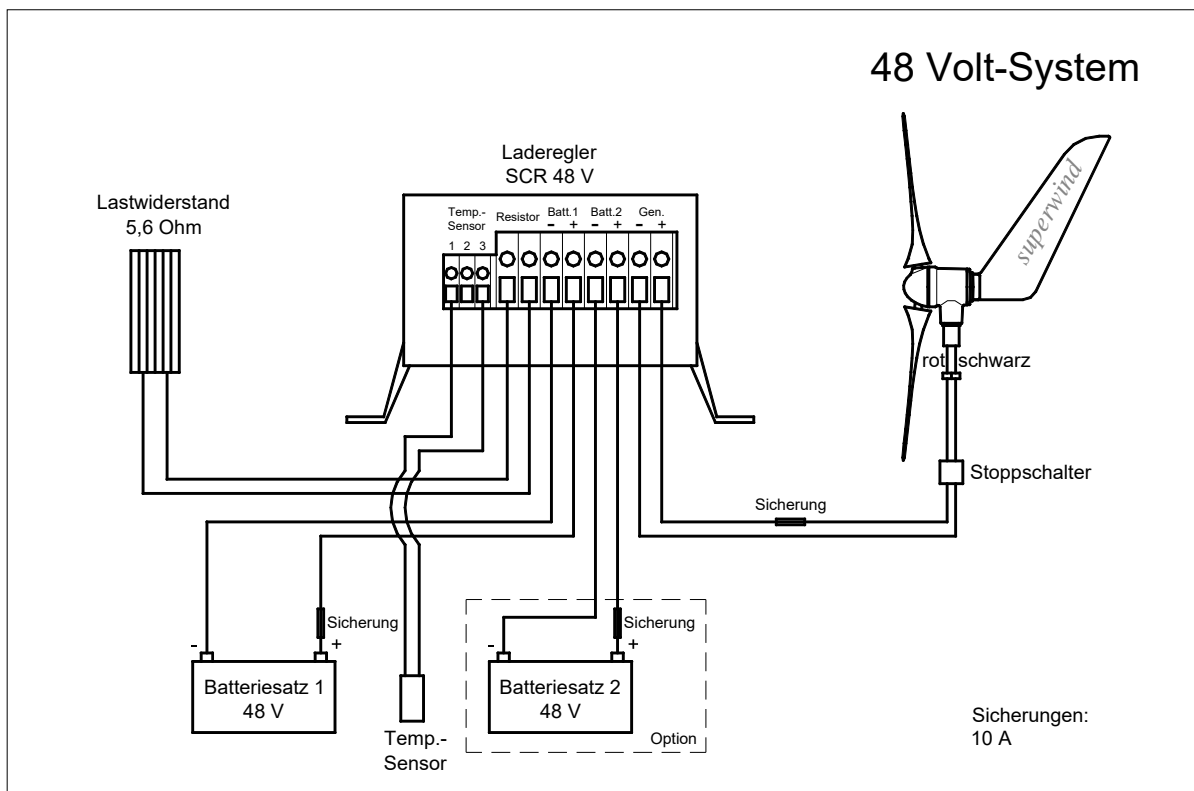 48 Volt-System
Laderegler
SCR 48 V
Lastwiderstand
5,6 Ohm
Temp.-
Sensor
Resistor
Batt.1
Batt.2
Gen.
- + - + - +
1 2 3
superwind
rot schwarz
Stoppschalter
Sicherung
Sicherung
- +
Batteriesatz 1
48 V
Sicherung
- +
Batteriesatz 2
48 V
Option
Temp.-
Sensor
Sicherungen:
10 A